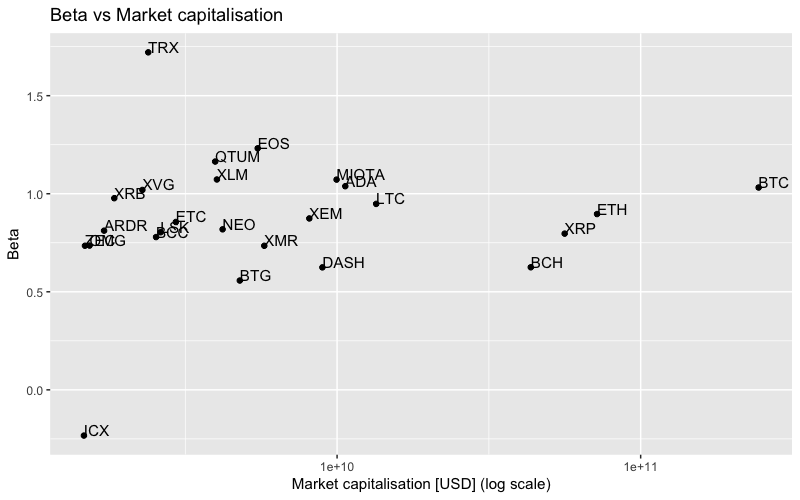 Beta vs Market capitalisation
TRX
1.5
EOS
QTUM
XLM
MIOTA
ADA
BTC
XVG
XRB
1.0
LTC
ETH
ETC
XEM
ARDR
LSK
NEO
BCC
XRP
ZEC
OMG
XMR
DASH
BCH
BTG
0.5
0.0
ICX
Beta
1e+10
1e+11
Market capitalisation [USD] (log scale)